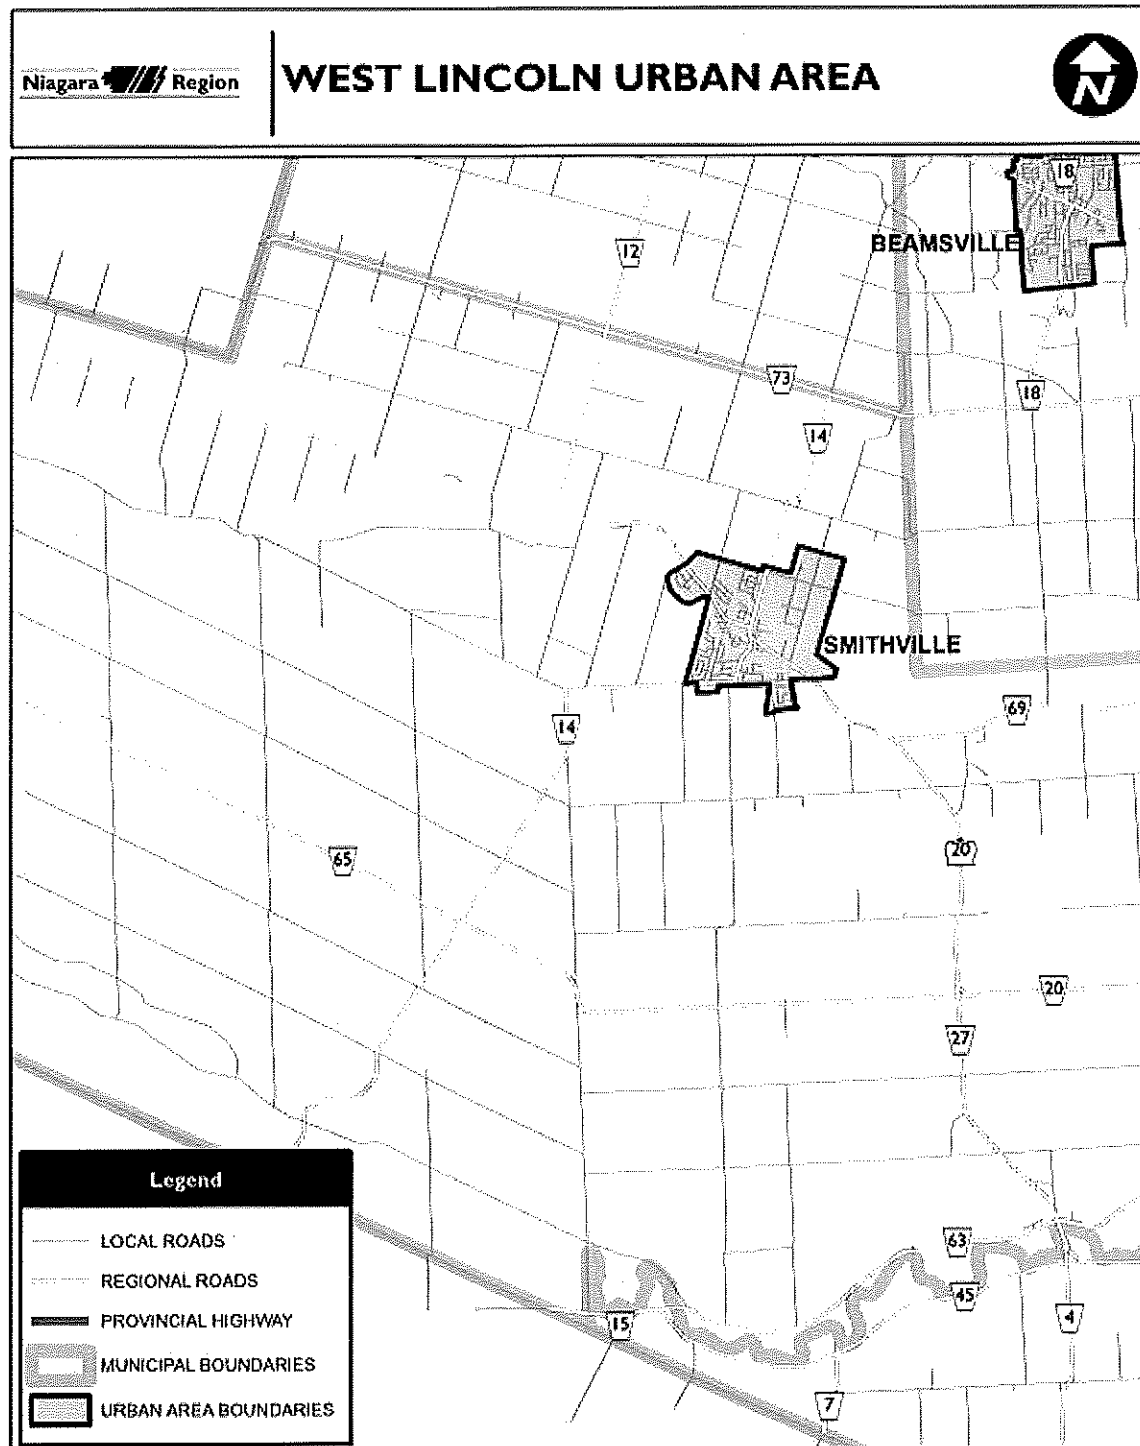 Niagara Region
WEST LINCOLN URBAN AREA
N
18
BEAMSVILLE
12
73
18
14
SMITHVILLE
69
14
20
65
20
27
63
45
15
4
7
Legend
LOCAL ROADS
REGIONAL ROADS
PROVINCIAL HIGHWAY
MUNICIPAL BOUNDARIES
URBAN AREA BOUNDARIES